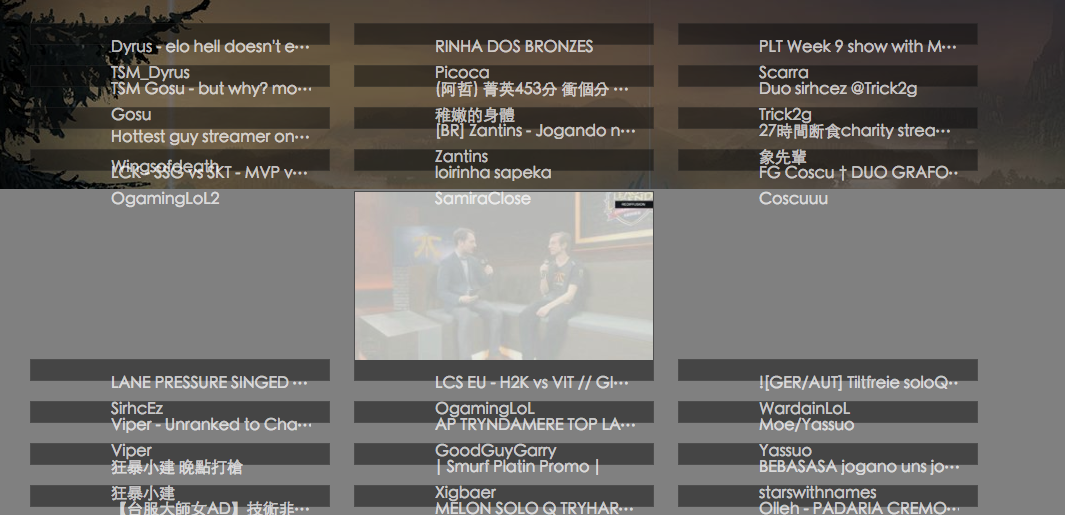 Dyrus - elo hell doesn't e···
TSM_Dyrus
TSM Gosu - but why? mo···
Gosu
Hottest guy streamer on···
Wingsofdeath
LCK - SSG vs SKT - MVP v···
OgamingLoL2
RINHA DOS BRONZES
Picoca
(阿哲) 菁英453分 衝個分 ···
稚嫩的身體
[BR] Zantins - Jogando n···
Zantins
loirinha sapeka
SamiraClose
PLT Week 9 show with M···
Scarra
Duo sirhcez @Trick2g
Trick2g
27時間断食charity strea···
象先輩
FG Coscu † DUO GRAFO···
Coscuuu
LANE PRESSURE SINGED ···
SirhcEz
Viper - Unranked to Cha···
Viper
狂暴小建 晚點打槍
狂暴小建
【台服大師女AD】技術非···
LCS EU - H2K vs VIT // GI···
OgamingLoL
AP TRYNDAMERE TOP LA···
GoodGuyGarry
| Smurf Platin Promo |
Xigbaer
MELON SOLO Q TRYHAR···
![GER/AUT] Tiltfreie soloQ···
WardainLoL
Moe/Yassuo
Yassuo
BEBASASA jogano uns jo···
starswithnames
Olleh - PADARIA CREMO···